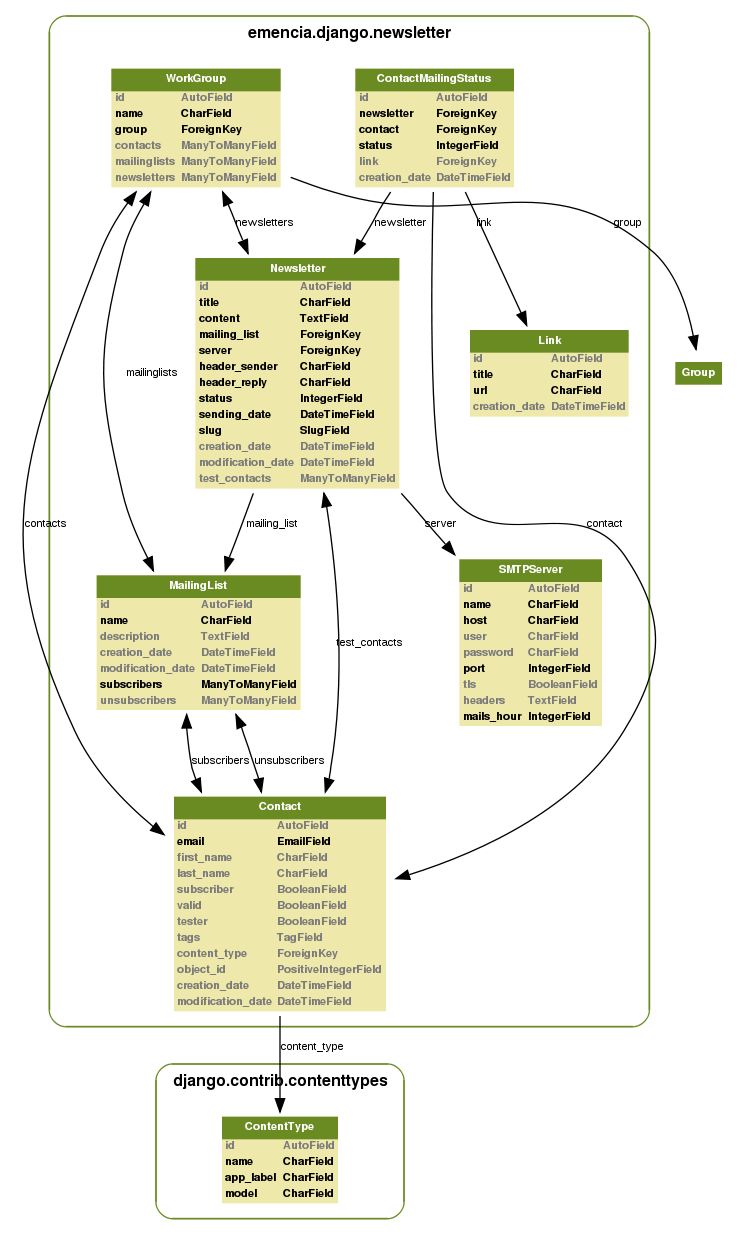 emencia.django.newsletter
WorkGroup
id AutoField
name CharField
group ForeignKey
contacts ManyToManyField
mailinglists ManyToManyField
newsletters ManyToManyField
ContactMailingStatus
id AutoField
newsletter ForeignKey
contact ForeignKey
status IntegerField
link ForeignKey
creation_date DateTimeField
newsletters
newsletter
link
group
Newsletter
id AutoField
title CharField
content TextField
mailing_list ForeignKey
server ForeignKey
header_sender CharField
header_reply CharField
status IntegerField
sending_date DateTimeField
slug SlugField
creation_date DateTimeField
modification_date DateTimeField
test_contacts ManyToManyField
Link
id AutoField
title CharField
url CharField
creation_date DateTimeField
Group
mailinglists
contacts
mailing_list
server
contact
MailingList
id AutoField
name CharField
description TextField
creation_date DateTimeField
modification_date DateTimeField
subscribers ManyToManyField
unsubscribers ManyToManyField
SMTPServer
id AutoField
name CharField
host CharField
user CharField
password CharField
port IntegerField
tls BooleanField
headers TextField
mails_hour IntegerField
test_contacts
subscribers
unsubscribers
Contact
id AutoField
email EmailField
first_name CharField
last_name CharField
subscriber BooleanField
valid BooleanField
tester BooleanField
tags TagField
content_type ForeignKey
object_id PositiveIntegerField
creation_date DateTimeField
modification_date DateTimeField
content_type
django.contrib.contenttypes
ContentType
id AutoField
name CharField
app_label CharField
model CharField